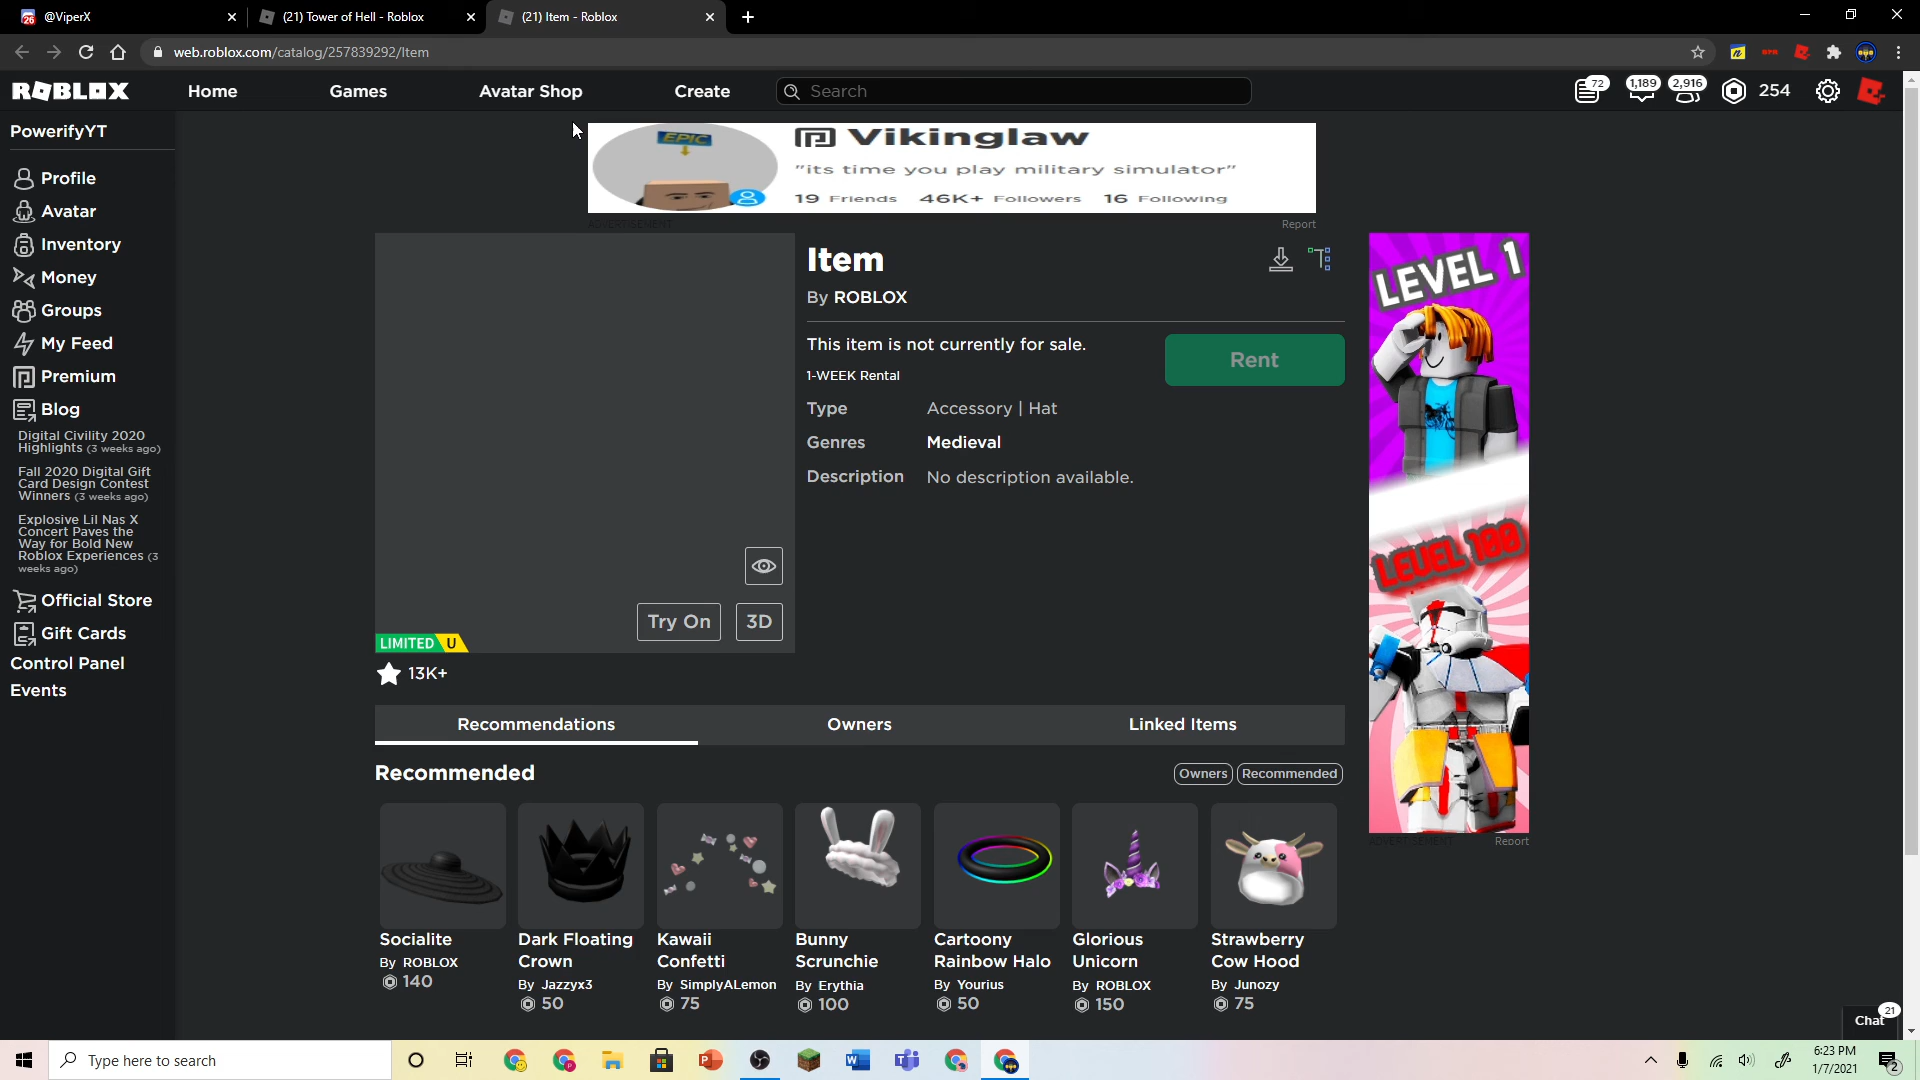 26 @ViperX
(21) Tower of Hell - Roblox
(21) Item - Roblox
web.roblox.com/catalog/257839292/Item
ROBLOX
Home
Games
Avatar Shop
Create
Search
72
1,189
2,916
254
PowerifyYT
Profile
Avatar
Inventory
Money
Groups
My Feed
Premium
Blog
Digital Civility 2020
Highlights (3 weeks ago)
Fall 2020 Digital Gift
Card Design Contest
Winners (3 weeks ago)
Explosive Lil Nas X
Concert Paves the
Way for Bold New
Roblox Experiences (3
weeks ago)
Official Store
Gift Cards
Control Panel
Events
EPIC
Vikinglaw
"its time you play military simulator"
19 Friends 46K+ Followers 16 Following
ADVERTISEMENT
Report
Item
By ROBLOX
This item is not currently for sale.
1-WEEK Rental
Rent
Type Accessory | Hat
Genres Medieval
Description No description available.
Try On
3D
LIMITED U
13K+
LEVEL 1
LEVEL 100
ADVERTISEMENT
Report
Recommendations
Owners
Linked Items
Recommended
Owners
Recommended
Socialite
By ROBLOX
140
Dark Floating
Crown
By Jazzyx3
50
Kawaii
Confetti
By SimplyALemon
75
Bunny
Scrunchie
By Erythia
100
Cartoony
Rainbow Halo
By Yourius
50
Glorious
Unicorn
By ROBLOX
150
Strawberry
Cow Hood
By Junozy
75
Chat
21
Type here to search
6:23 PM
1/7/2021
2